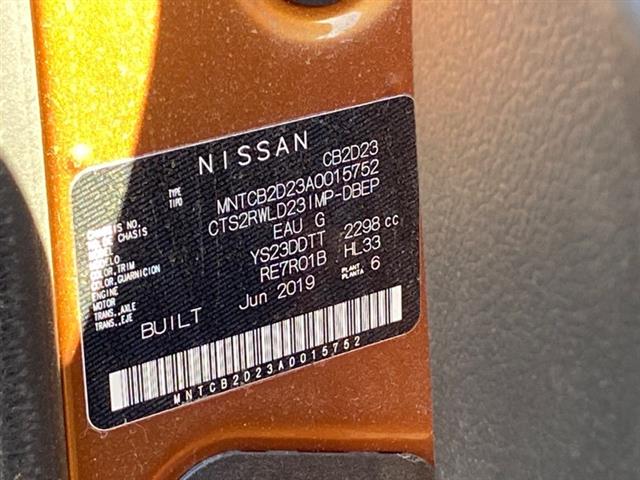 NISSAN
TYPE TIPO CB2D23
CHASSIS NO. NO DE CHASIS MNTCB2D23A0015752
MODEL MODELO CTS2RWLD23IMP-DBEP
COLOR,TRIM COLOR,GUARNICION EAU G
ENGINE MOTOR YS23DDTT 2298 cc
TRANS.,AXLE TRANS.,EJE RE7R01B HL33
BUILT Jun 2019 PLANT PLANTA 6
MNTCB2D23A0015752